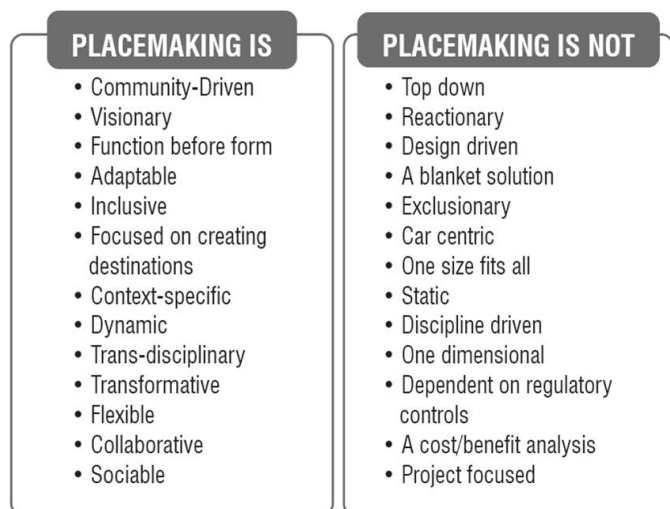 PLACEMAKING IS
• Community-Driven
• Visionary
• Function before form
• Adaptable
• Inclusive
• Focused on creating
destinations
• Context-specific
• Dynamic
• Trans-disciplinary
• Transformative
• Flexible
• Collaborative
• Sociable
PLACEMAKING IS NOT
• Top down
• Reactionary
• Design driven
• A blanket solution
• Exclusionary
• Car centric
• One size fits all
• Static
• Discipline driven
• One dimensional
• Dependent on regulatory
controls
• A cost/benefit analysis
• Project focused